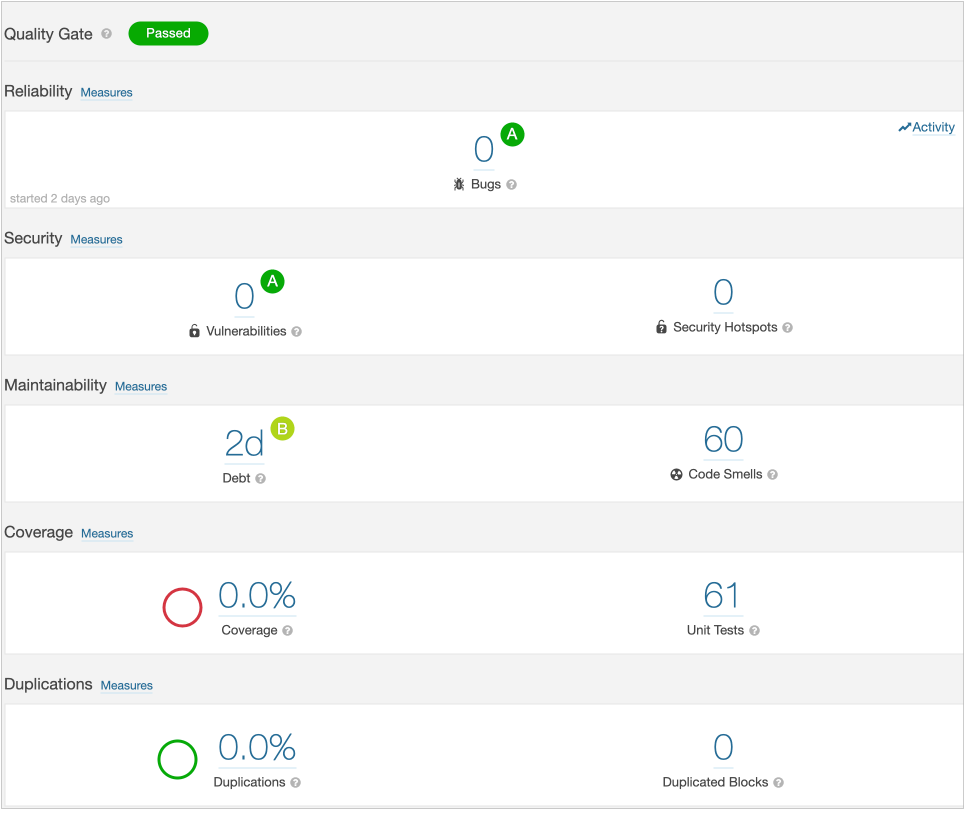 Quality Gate ? Passed
Reliability Measures
Activity
0 A
Bugs ?
started 2 days ago
Security Measures
0 A
0
Vulnerabilities ?
Security Hotspots ?
Maintainability Measures
2d B
60
Debt ?
Code Smells ?
Coverage Measures
0.0%
61
Coverage ?
Unit Tests ?
Duplications Measures
0.0%
0
Duplications ?
Duplicated Blocks ?